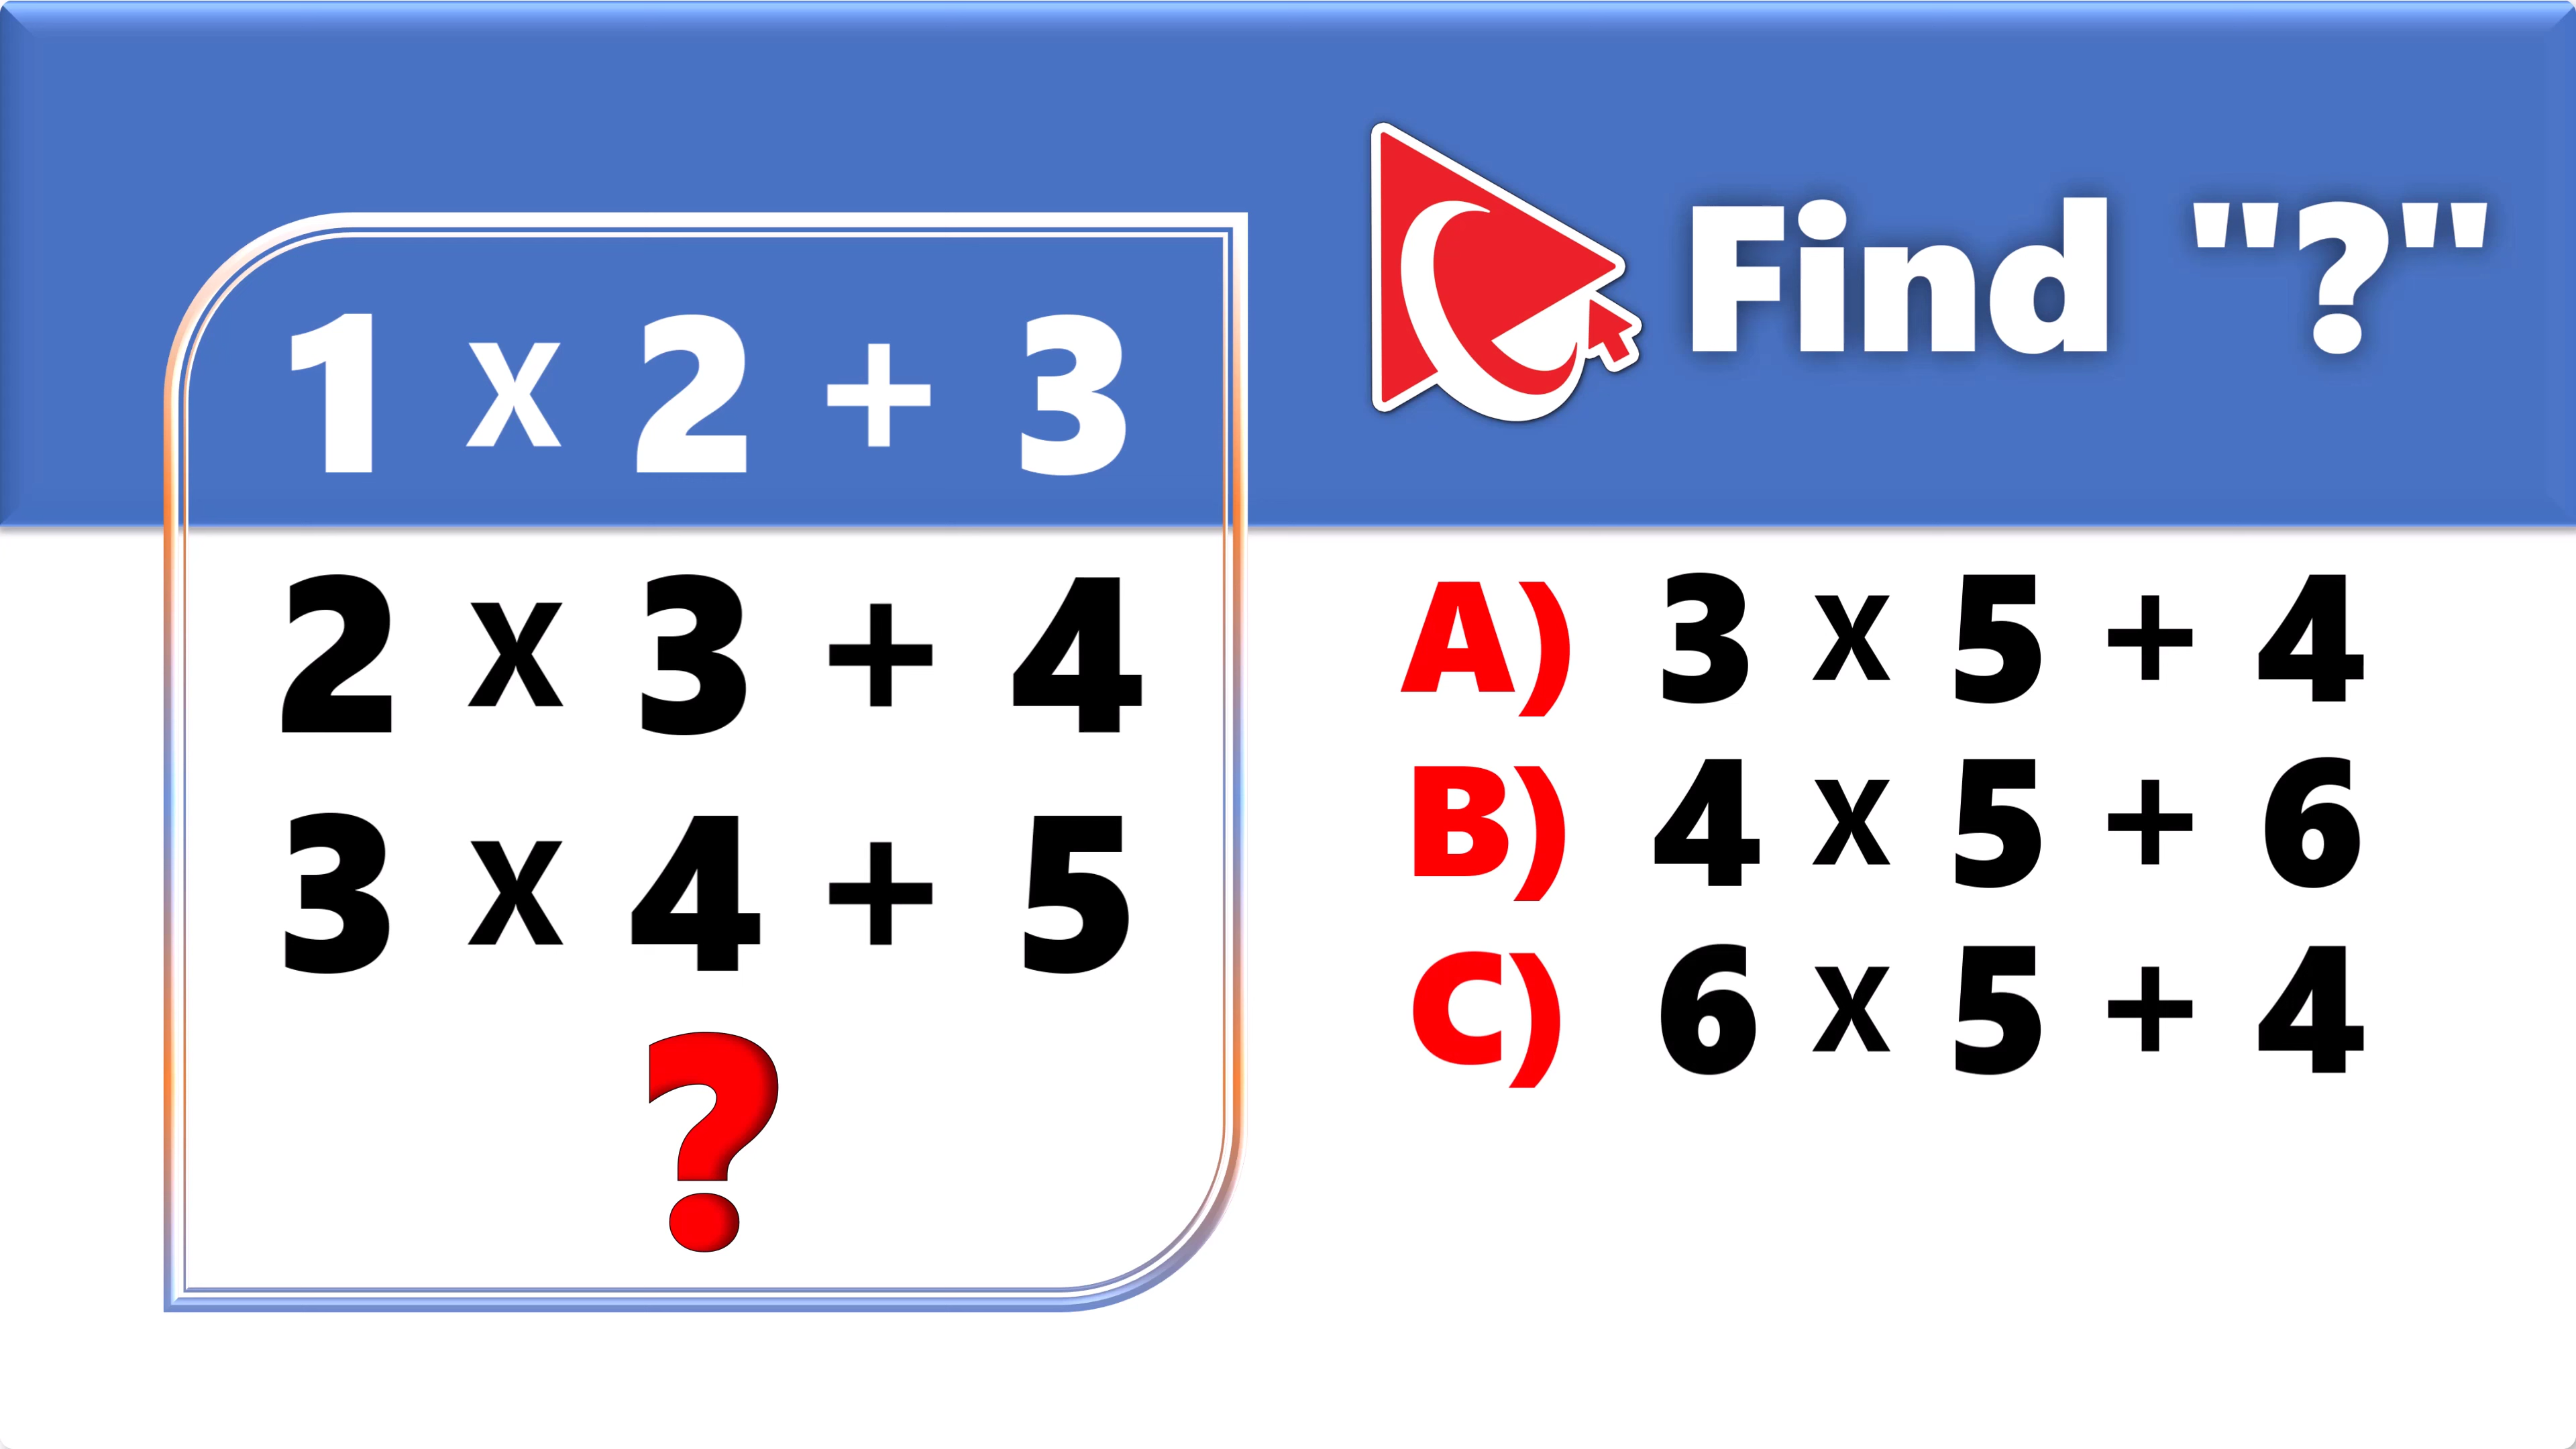 Find "?"
1 x 2 + 3
2 x 3 + 4
3 x 4 + 5
?
A) 3 x 5 + 4
B) 4 x 5 + 6
C) 6 x 5 + 4